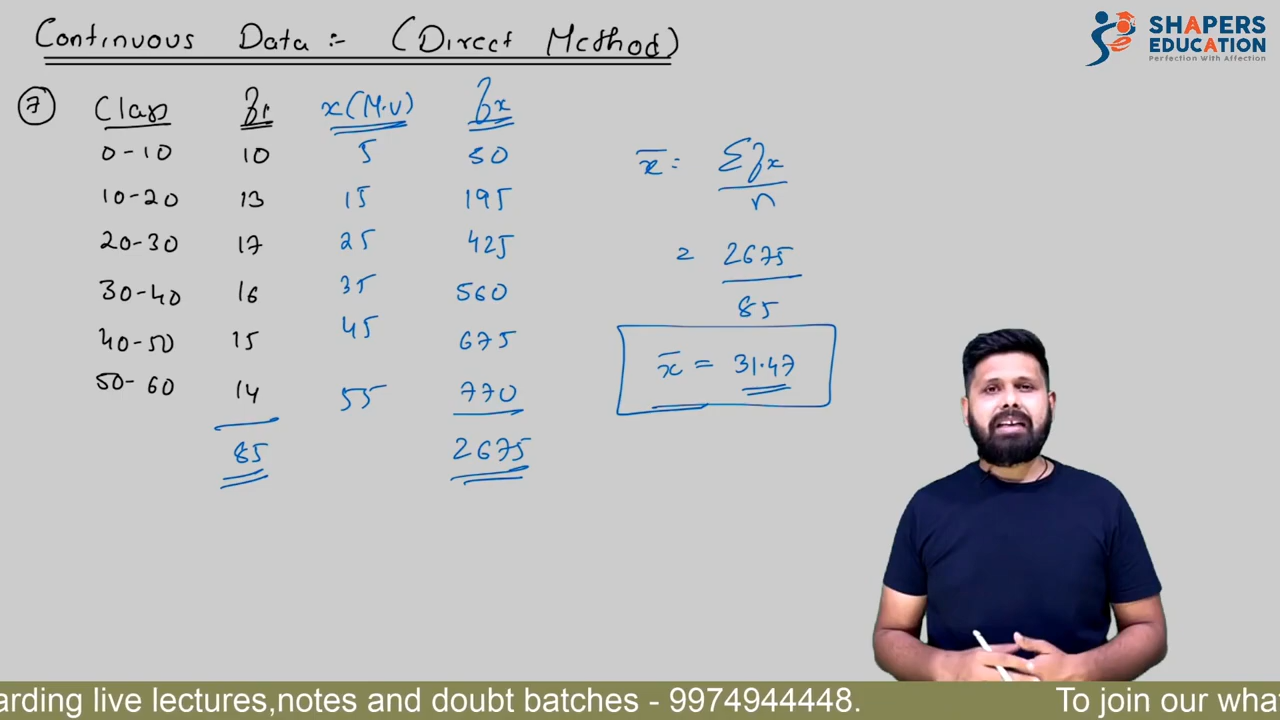 Continuous Data :- (Direct Method)
SHAPERS
EDUCATION
Perfection With Affection
7 Class fi x (M.V) fx
0-10 10 5 50
10-20 13 15 195
20-30 17 25 425
30-40 16 35 560
40-50 15 45 675
50-60 14 55 770
85 2675
x̄ = Σfx
n
= 2675
85
x̄ = 31.47
arding live lectures,notes and doubt batches - 9974944448. To join our wha